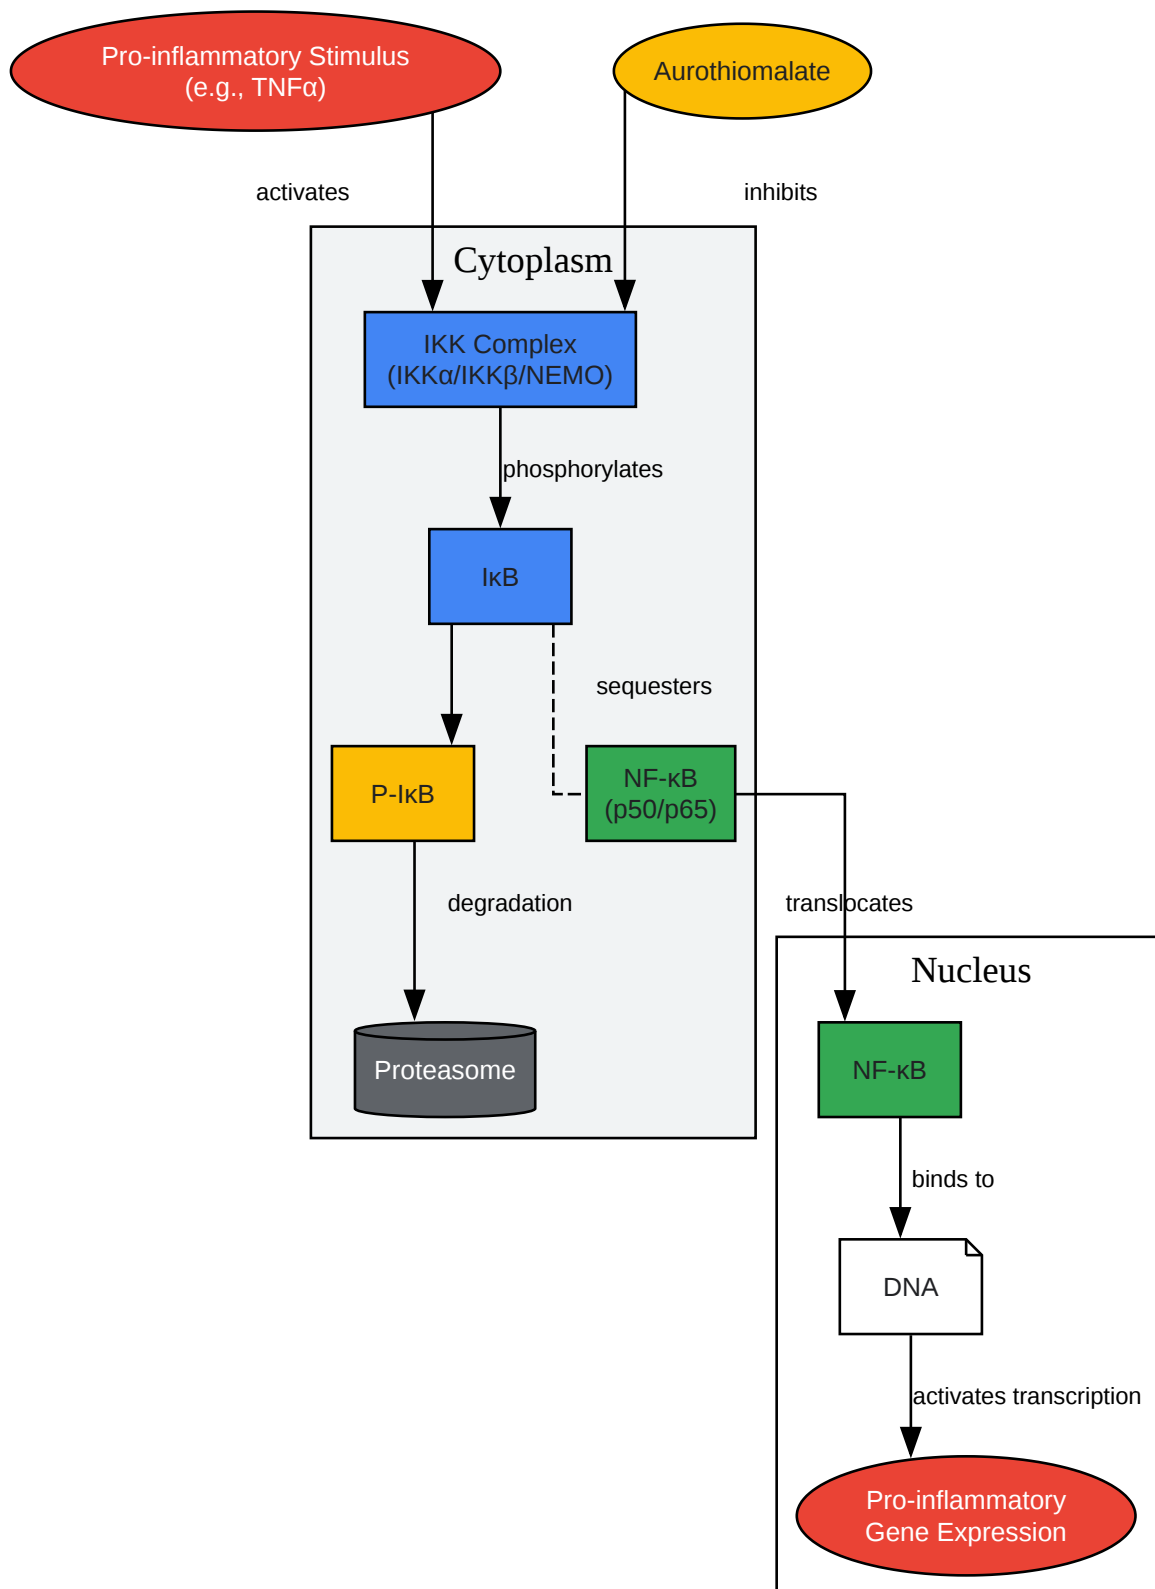 Pro-inflammatory Stimulus
(e.g., TNFα)
Aurothiomalate
activates
inhibits
Cytoplasm
IKK Complex
(IKKα/IKKβ/NEMO)
phosphorylates
IκB
sequesters
P-IκB
NF-κB
(p50/p65)
degradation
translocates
Nucleus
Proteasome
NF-κB
binds to
DNA
activates transcription
Pro-inflammatory
Gene Expression